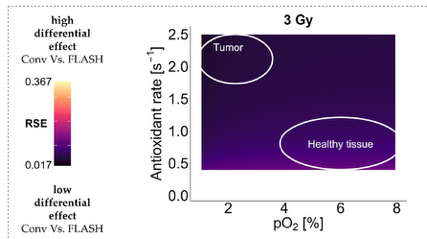 high
differential
effect
Conv Vs. FLASH
0.367
RSE
0.017
low
differential
effect
Conv Vs. FLASH
3 Gy
Antioxidant rate [s⁻¹]
2.5
2.0
1.5
1.0
0.5
0.0
Tumor
Healthy tissue
2 4 6 8
pO₂ [%]